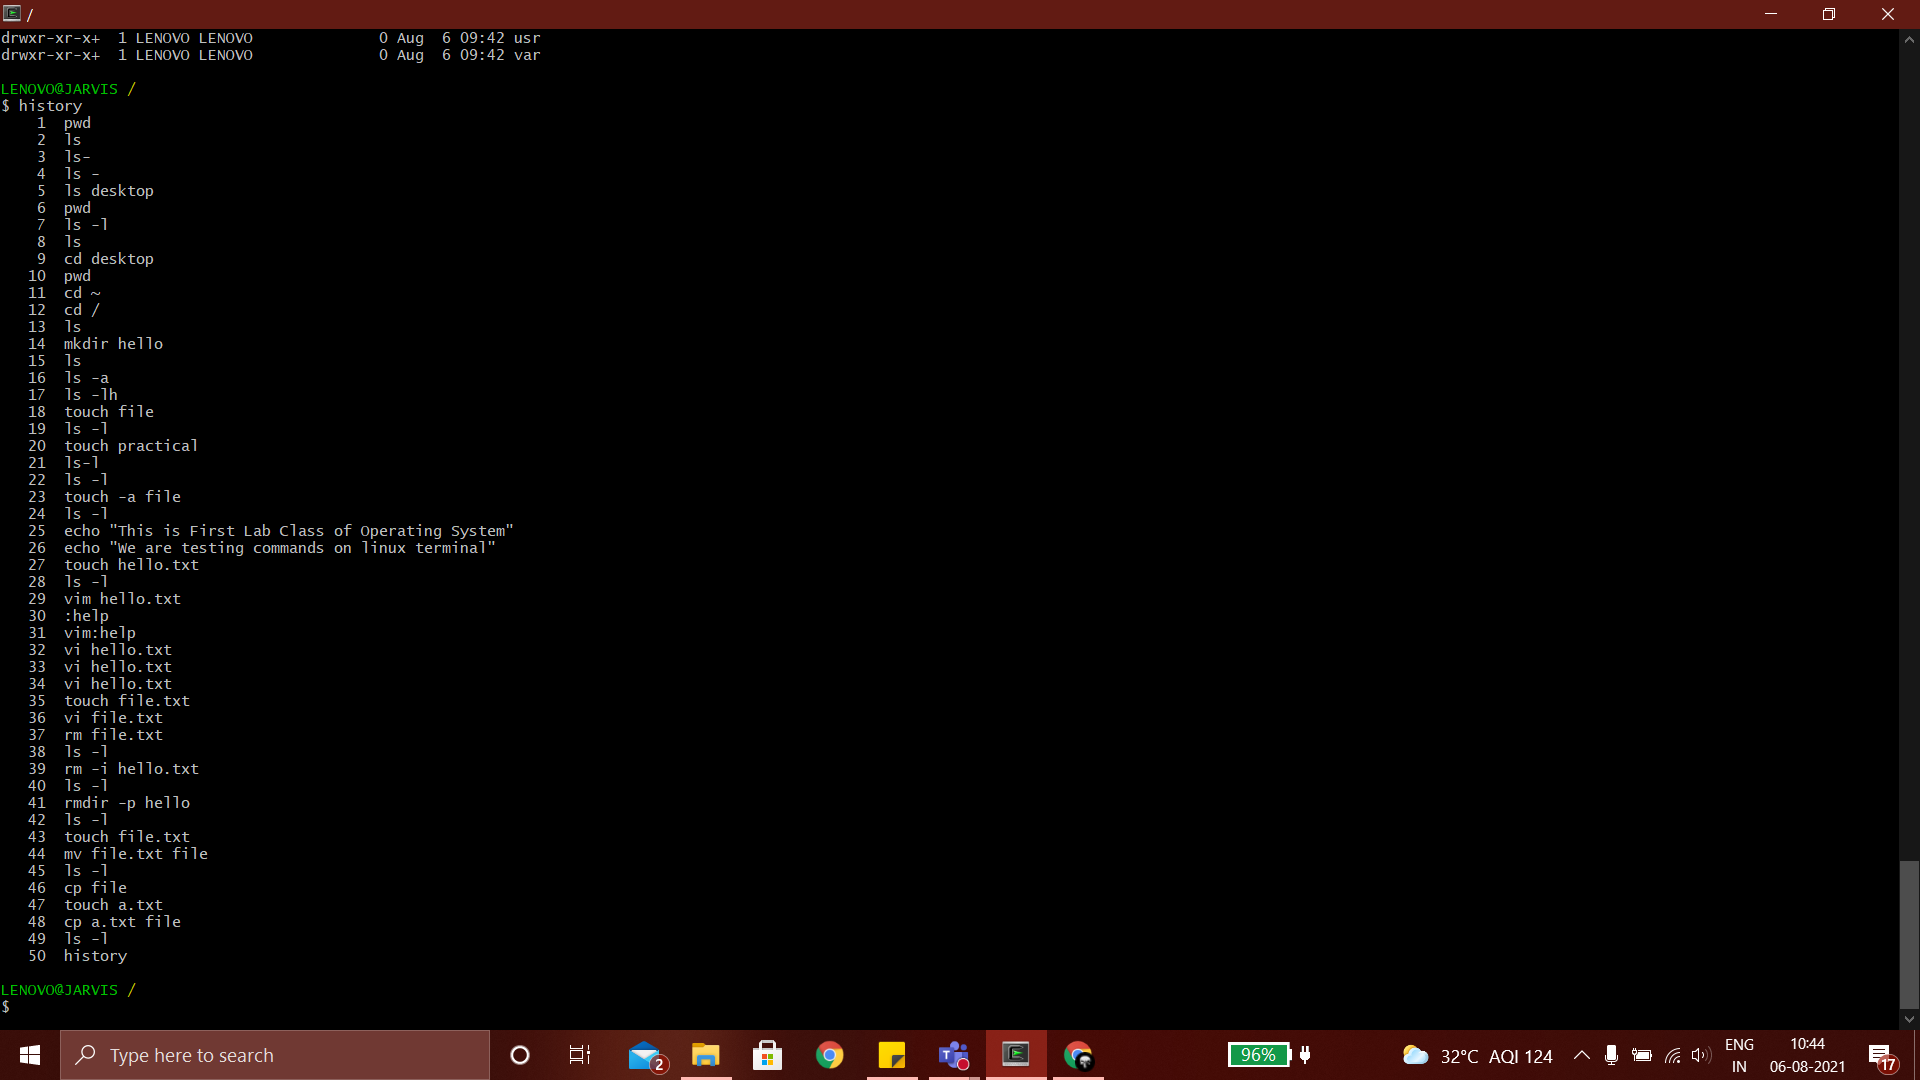 /
drwxr-xr-x+  1 LENOVO LENOVO              0 Aug  6 09:42 usr
drwxr-xr-x+  1 LENOVO LENOVO              0 Aug  6 09:42 var
LENOVO@JARVIS /
$ history
    1  pwd
    2  ls
    3  ls-
    4  ls -
    5  ls desktop
    6  pwd
    7  ls -l
    8  ls
    9  cd desktop
   10  pwd
   11  cd ~
   12  cd /
   13  ls
   14  mkdir hello
   15  ls
   16  ls -a
   17  ls -lh
   18  touch file
   19  ls -l
   20  touch practical
   21  ls-l
   22  ls -l
   23  touch -a file
   24  ls -l
   25  echo "This is First Lab Class of Operating System"
   26  echo "We are testing commands on linux terminal"
   27  touch hello.txt
   28  ls -l
   29  vim hello.txt
   30  :help
   31  vim:help
   32  vi hello.txt
   33  vi hello.txt
   34  vi hello.txt
   35  touch file.txt
   36  vi file.txt
   37  rm file.txt
   38  ls -l
   39  rm -i hello.txt
   40  ls -l
   41  rmdir -p hello
   42  ls -l
   43  touch file.txt
   44  mv file.txt file
   45  ls -l
   46  cp file
   47  touch a.txt
   48  cp a.txt file
   49  ls -l
   50  history
LENOVO@JARVIS /
$
Type here to search 2 T 96% 32°C AQI 124 ENG 10:44 17
IN 06-08-2021